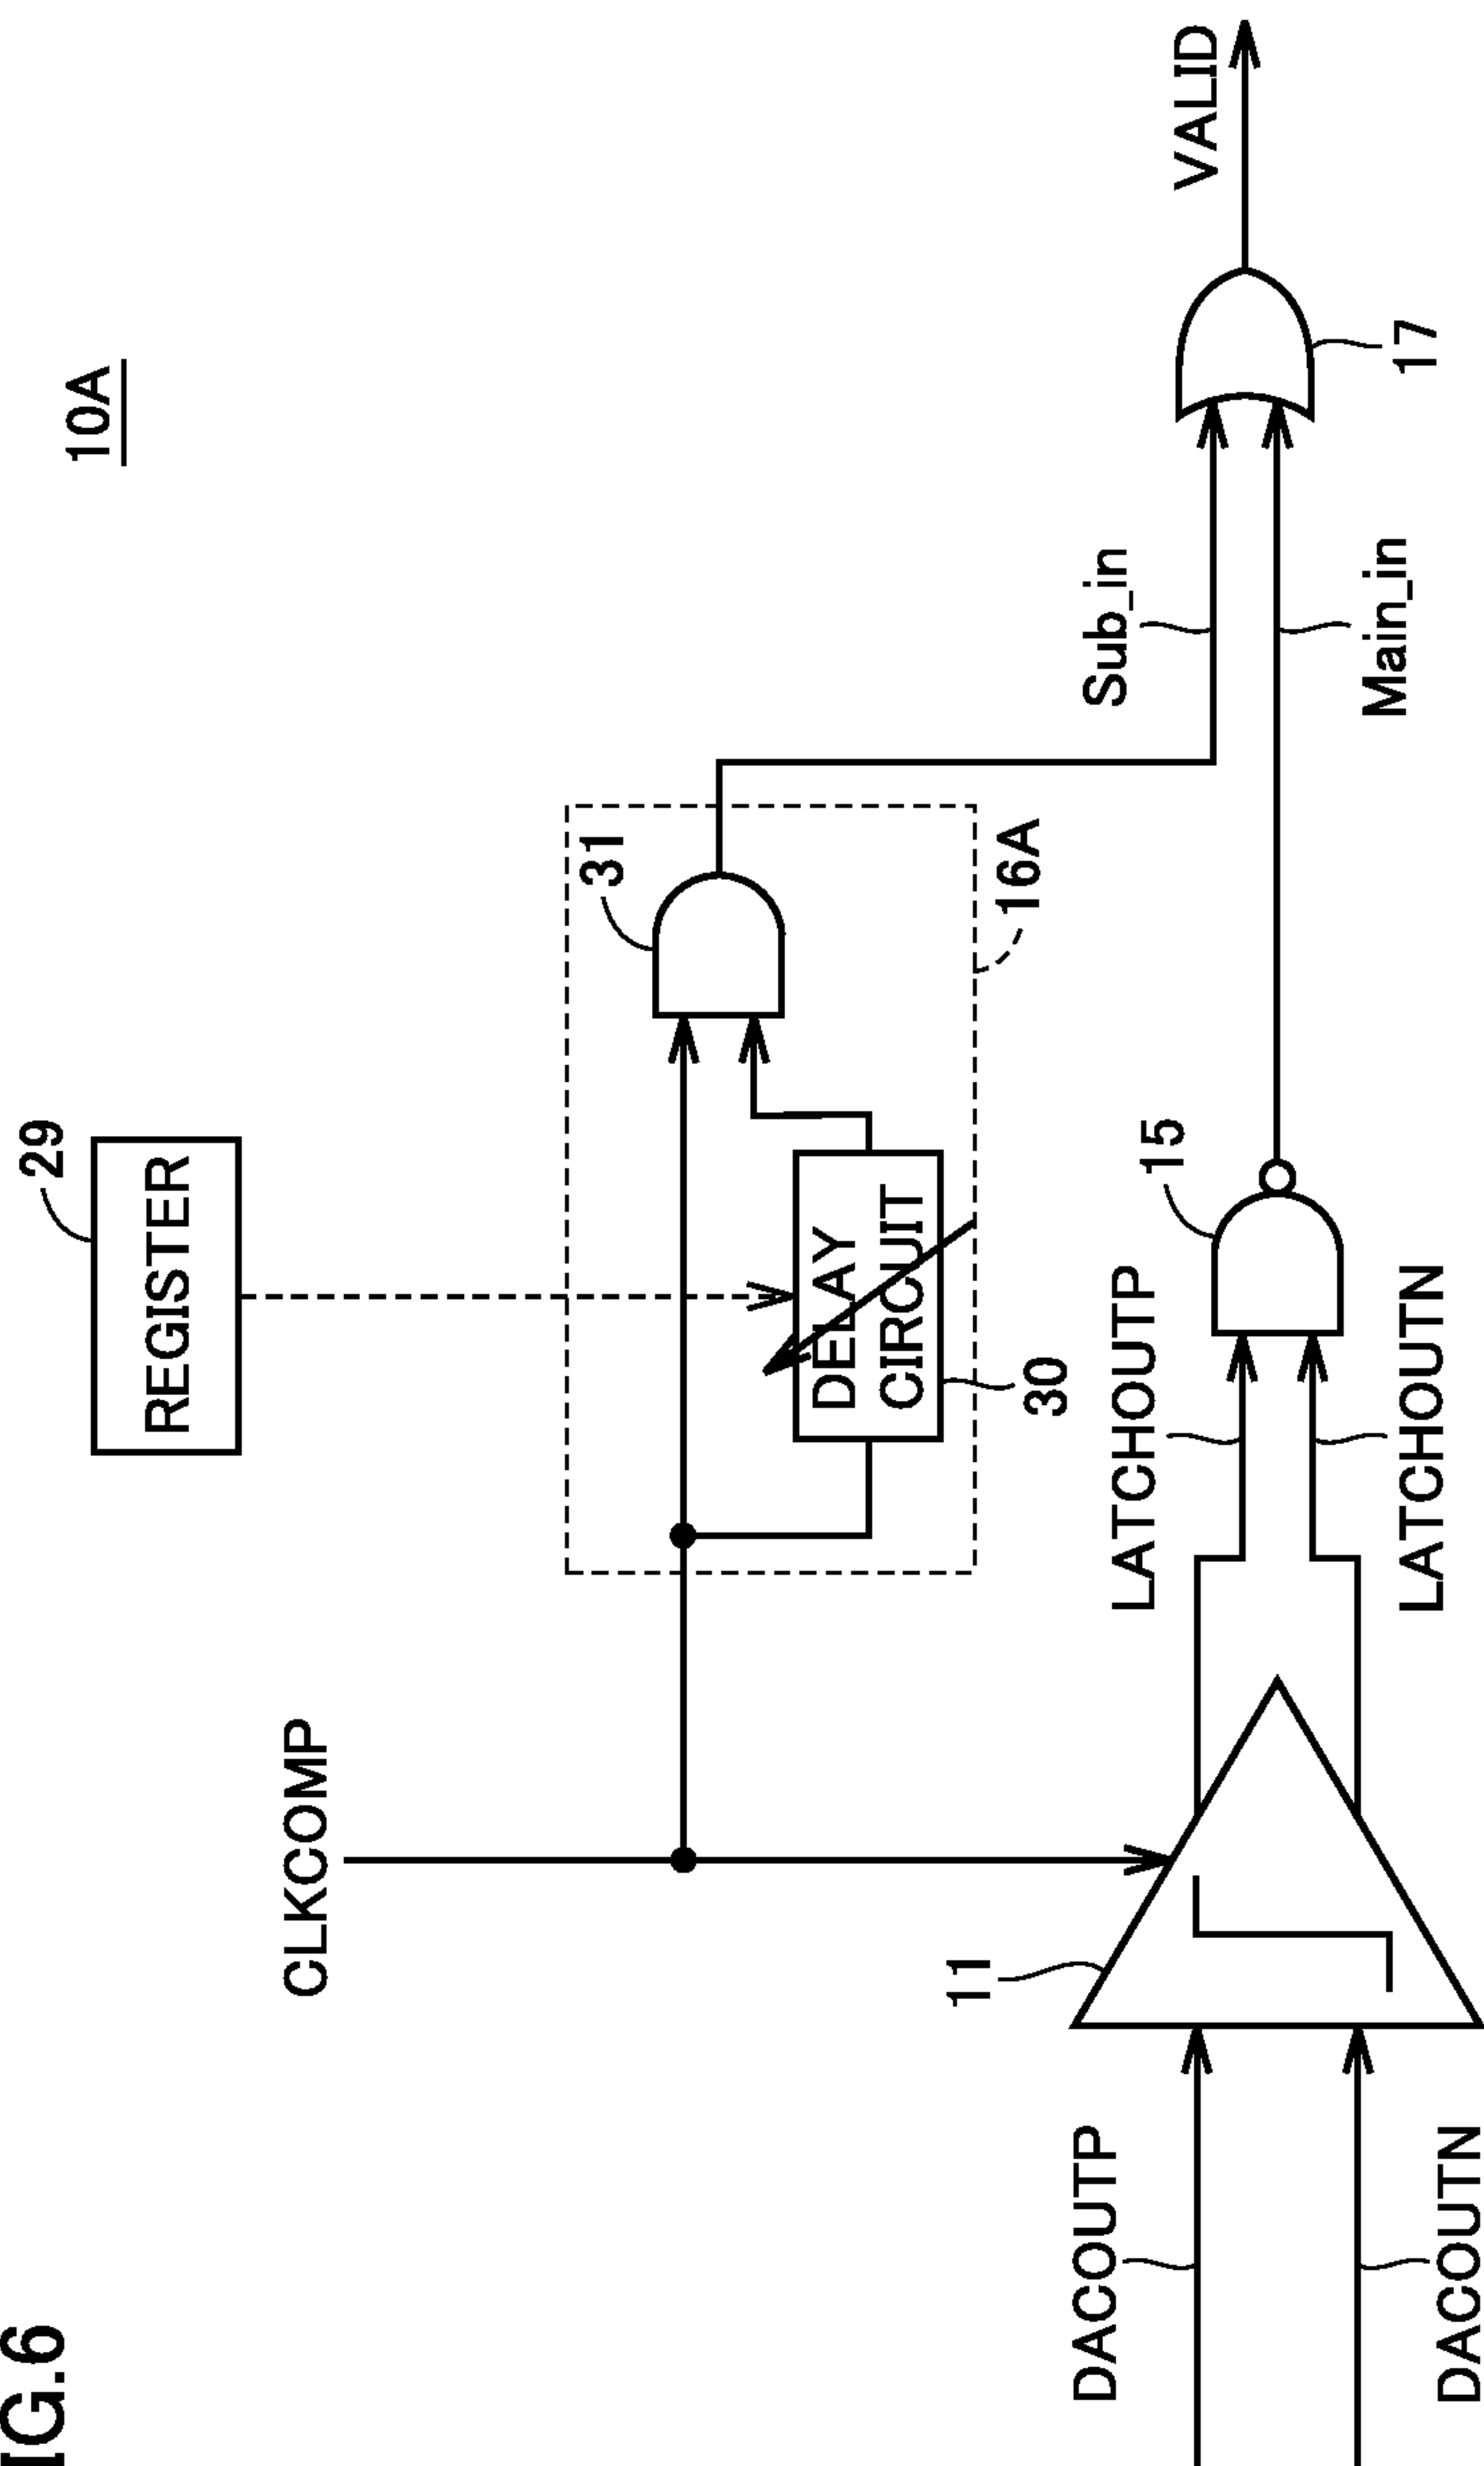 IG.6
10A
REGISTER
29
CLKCOMP
31
DELAY
CIRCUIT
30
16A
Sub_in
VALID
17
Main_in
11
LATCHOUTP
15
LATCHOUTN
DACOUTP
DACOUTN